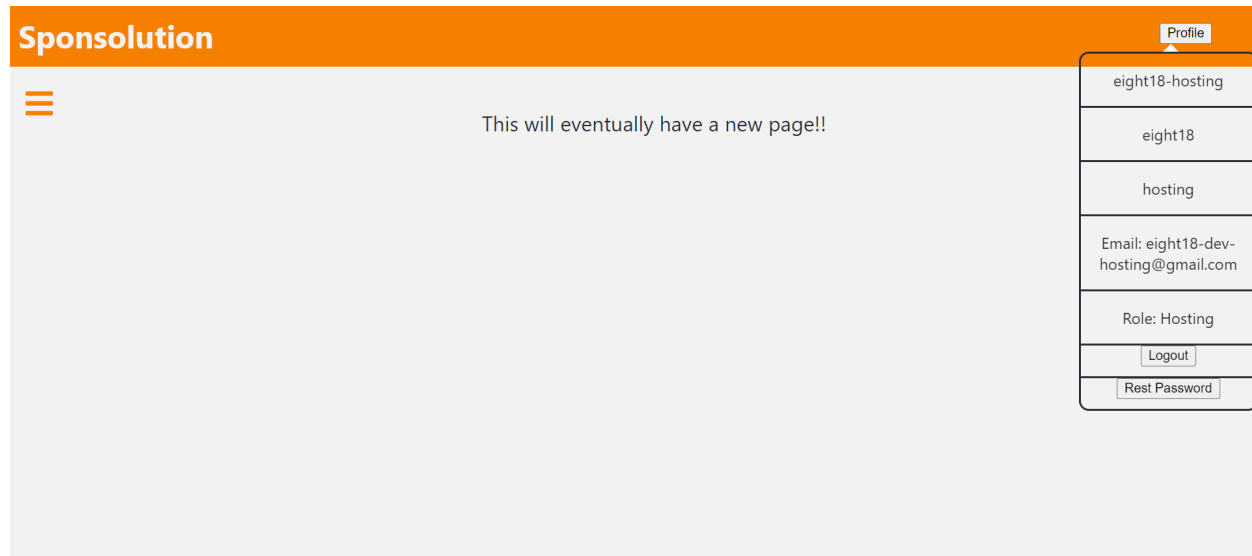 Sponsolution
Profile
eight18-hosting
This will eventually have a new page!!
eight18
hosting
Email: eight18-dev-
hosting@gmail.com
Role: Hosting
Logout
Rest Password